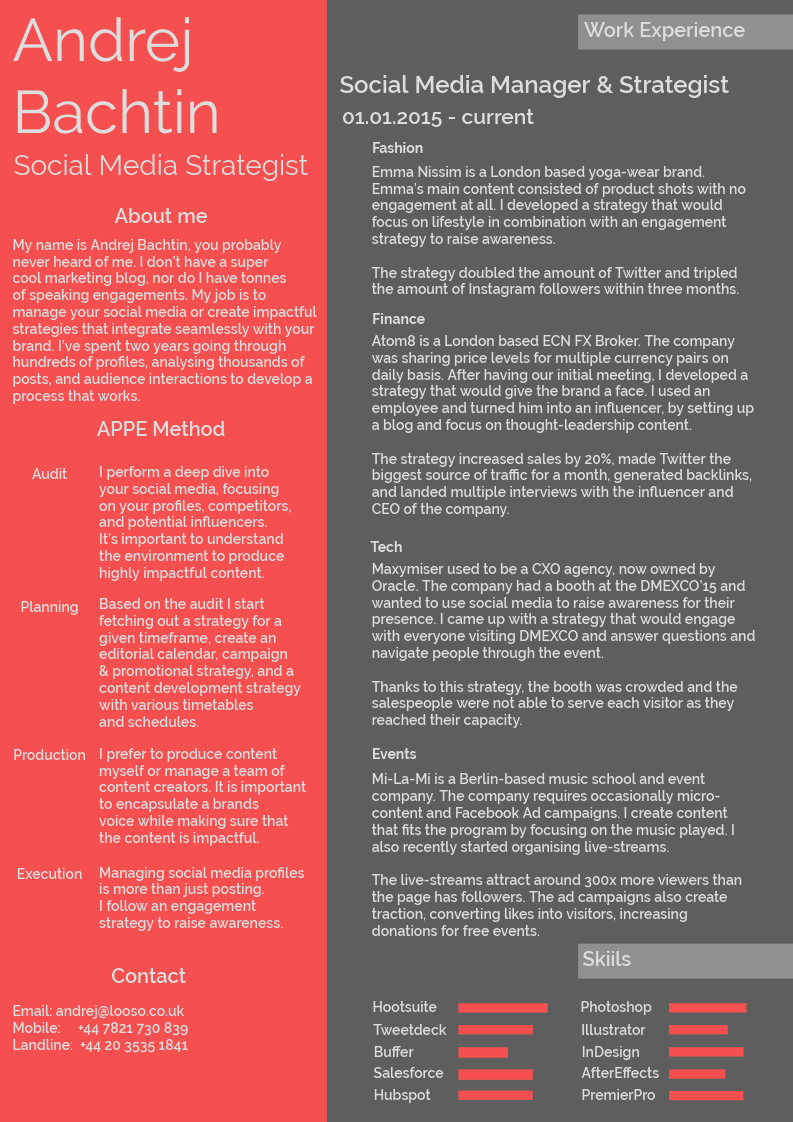 Andrej
Bachtin
Social Media Strategist
About me
My name is Andrej Bachtin, you probably
never heard of me. I don't have a super
cool marketing blog, nor do I have tonnes
of speaking engagements. My job is to
manage your social media or create impactful
strategies that integrate seamlessly with your
brand. I've spent two years going through
hundreds of profiles, analysing thousands of
posts, and audience interactions to develop a
process that works.
APPE Method
Audit
I perform a deep dive into
your social media, focusing
on your profiles, competitors,
and potential influencers.
It's important to understand
the environment to produce
highly impactful content.
Planning
Based on the audit I start
fetching out a strategy for a
given timeframe, create an
editorial calendar, campaign
& promotional strategy, and a
content development strategy
with various timetables
and schedules.
Production
I prefer to produce content
myself or manage a team of
content creators. It is important
to encapsulate a brands
voice while making sure that
the content is impactful.
Execution
Managing social media profiles
is more than just posting.
I follow an engagement
strategy to raise awareness.
Contact
Email: andrej@looso.co.uk
Mobile: +44 7821 730 839
Landline: +44 20 3535 1841
Work Experience
Social Media Manager & Strategist
01.01.2015 - current
Fashion
Emma Nissim is a London based yoga-wear brand.
Emma's main content consisted of product shots with no
engagement at all. I developed a strategy that would
focus on lifestyle in combination with an engagement
strategy to raise awareness.
The strategy doubled the amount of Twitter and tripled
the amount of Instagram followers within three months.
Finance
Atom8 is a London based ECN FX Broker. The company
was sharing price levels for multiple currency pairs on
daily basis. After having our initial meeting, I developed a
strategy that would give the brand a face. I used an
employee and turned him into an influencer, by setting up
a blog and focus on thought-leadership content.
The strategy increased sales by 20%, made Twitter the
biggest source of traffic for a month, generated backlinks,
and landed multiple interviews with the influencer and
CEO of the company.
Tech
Maxymiser used to be a CXO agency, now owned by
Oracle. The company had a booth at the DMEXCO'15 and
wanted to use social media to raise awareness for their
presence. I came up with a strategy that would engage
with everyone visiting DMEXCO and answer questions and
navigate people through the event.
Thanks to this strategy, the booth was crowded and the
salespeople were not able to serve each visitor as they
reached their capacity.
Events
Mi-La-Mi is a Berlin-based music school and event
company. The company requires occasionally micro-
content and Facebook Ad campaigns. I create content
that fits the program by focusing on the music played. I
also recently started organising live-streams.
The live-streams attract around 300x more viewers than
the page has followers. The ad campaigns also create
traction, converting likes into visitors, increasing
donations for free events.
Skiils
Hootsuite
Tweetdeck
Buffer
Salesforce
Hubspot
Photoshop
Illustrator
InDesign
AfterEffects
PremierPro